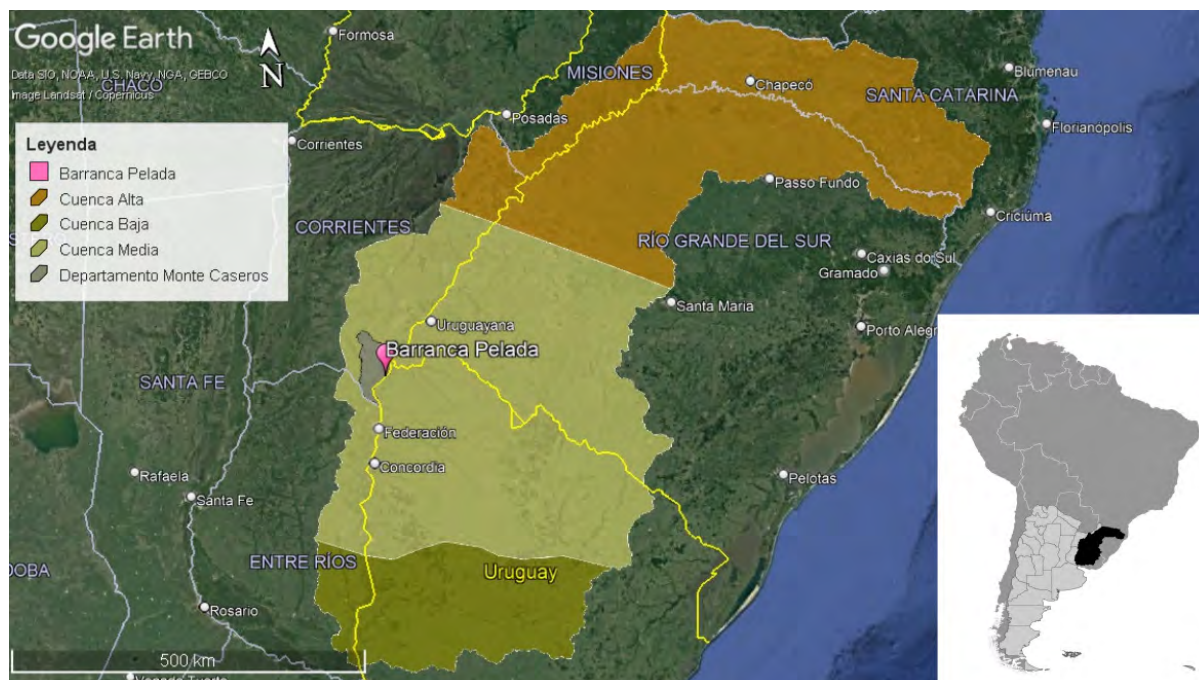 Google Earth
Data SIO, NOAA, U.S. Navy, NGA, GEBCO
Image Landsat / Copernicus
N
Formosa
CHACO
MISIONES
Chapecó
Blumenau
SANTA CATARINA
Posadas
Florianópolis
Corrientes
Leyenda
Barranca Pelada
Cuenca Alta
Cuenca Baja
Cuenca Media
Departamento Monte Caseros
Passo Fundo
Criciúma
CORRIENTES
RÍO GRANDE DEL SUR
Caxias do Sul
Gramado
Santa Maria
Uruguayana
Porto Alegr
Barranca Pelada
SANTA FE
Federación
Concordia
Rafaela
Pelotas
Santa Fe
ENTRE RÍOS
DOBA
Uruguay
Rosario
500 km